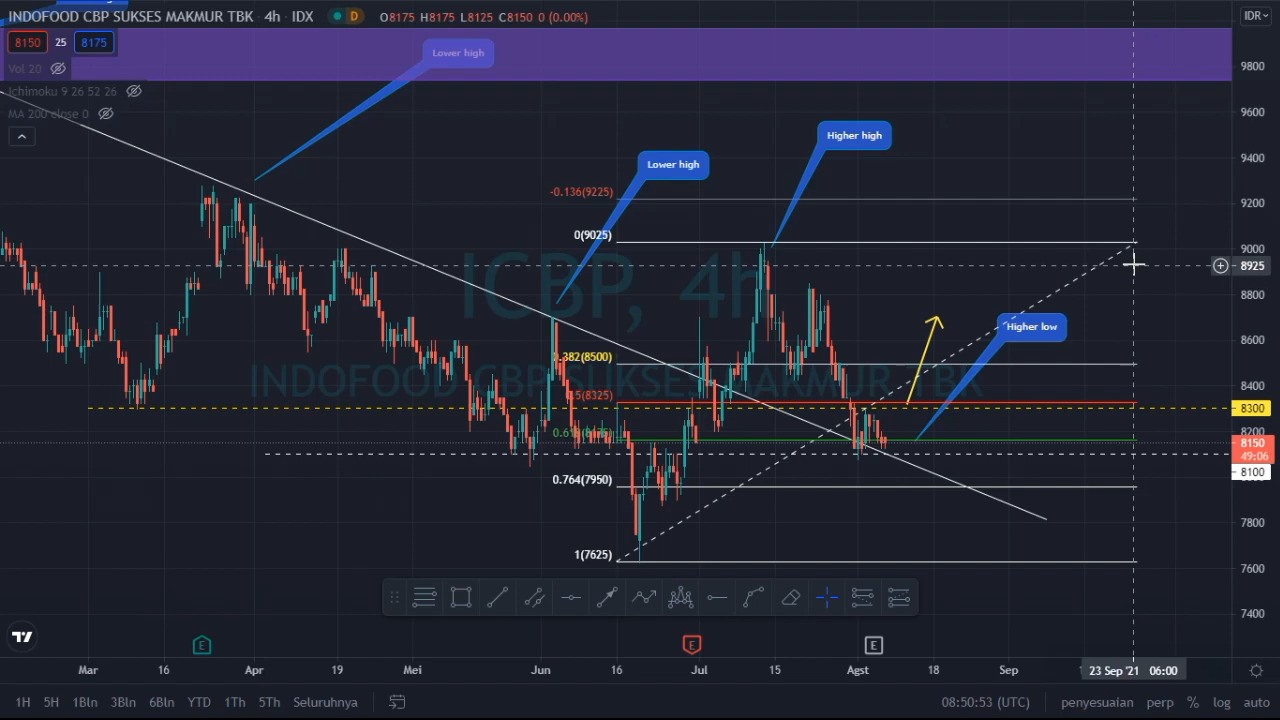 INDOFOOD CBP SUKSES MAKMUR TBK · 4h · IDX D O8175 H8175 L8125 C8150 0 (0.00%)
IDR
8150 25 8175
Vol 20
Ichimoku 9 26 52 26
MA 200 close 0
Lower high
Higher high
Lower high
Higher low
-0.136(9225)
0(9025)
0.382(8500)
0.5(8325)
0.764(7950)
1(7625)
ICBP, 4h
INDOFOOD CBP SUKSES MAKMUR TBK
9800
9600
9400
9200
9000
8925
8800
8600
8400
8300
8200
8150
49:06
8100
7800
7600
7400
E E E
Mar 16 Apr 19 Mei Jun 16 Jul 15 Agst 18 Sep 23 Sep '21 06:00
1H 5H 1Bln 3Bln 6Bln YTD 1Th 5Th Seluruhnya 08:50:53 (UTC) penyesuaian perp % log auto